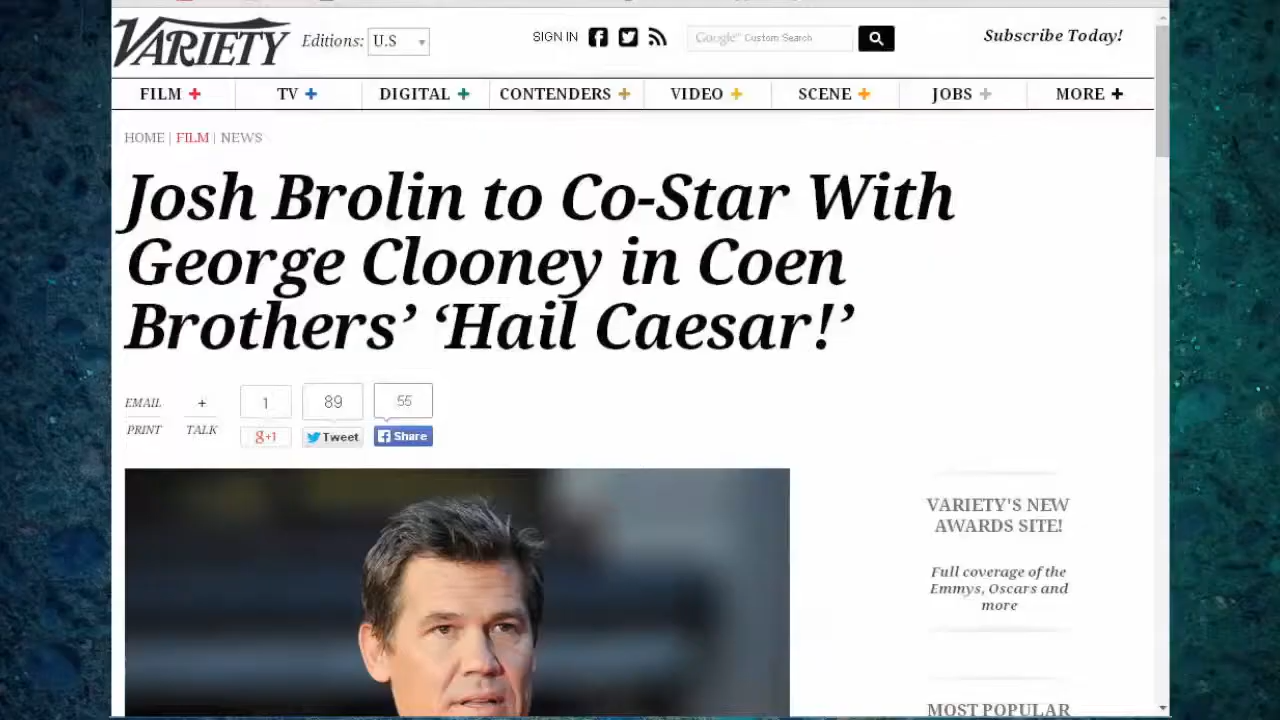 VARIETY Editions: U.S SIGN IN Google™ Custom Search Subscribe Today!
FILM + TV + DIGITAL + CONTENDERS + VIDEO + SCENE + JOBS + MORE +
HOME | FILM | NEWS
Josh Brolin to Co-Star With
George Clooney in Coen
Brothers’ ‘Hail Caesar!’
EMAIL + 1 89 55
PRINT TALK g+1 Tweet Share
VARIETY'S NEW
AWARDS SITE!
Full coverage of the
Emmys, Oscars and
more
MOST POPULAR